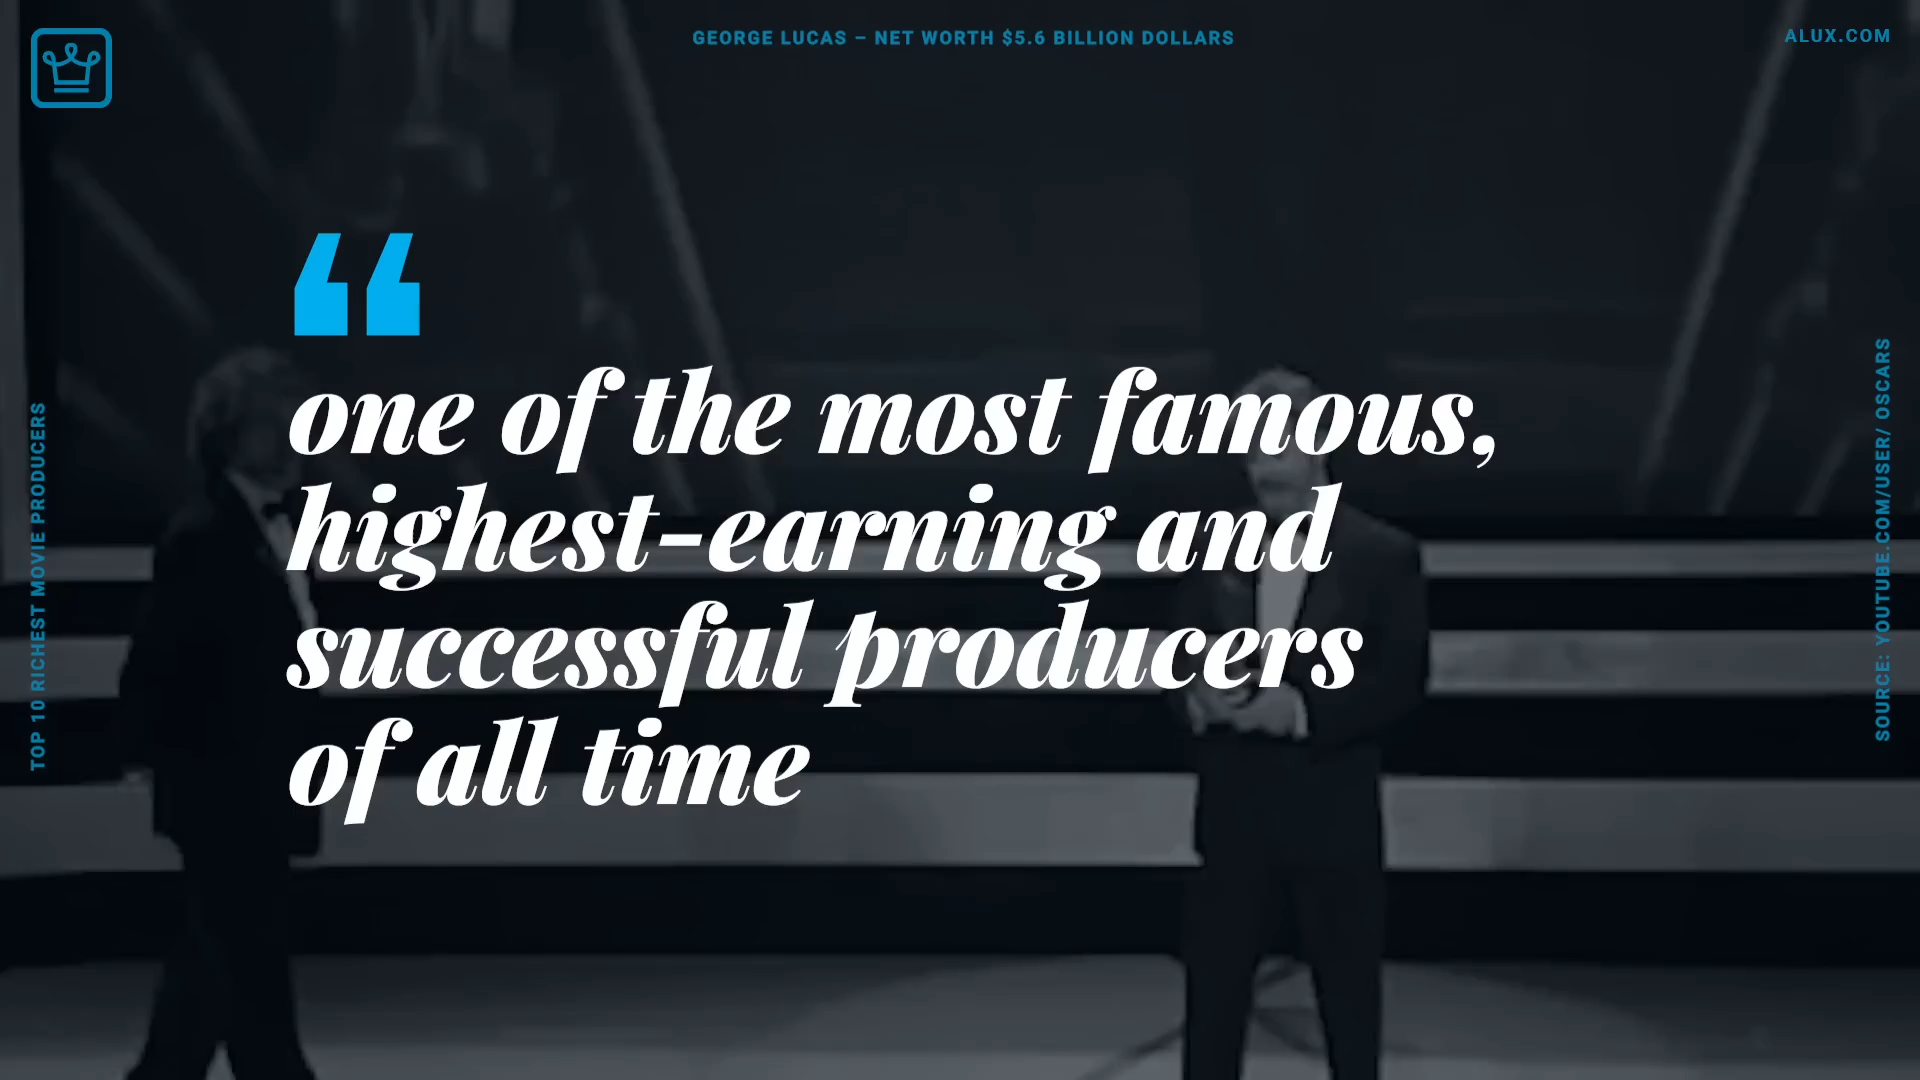 GEORGE LUCAS – NET WORTH $5.6 BILLION DOLLARS
ALUX.COM
“
one of the most famous,
highest-earning and
successful producers
of all time
TOP 10 RICHEST MOVIE PRODUCERS
SOURCE: YOUTUBE.COM/USER/ OSCARS